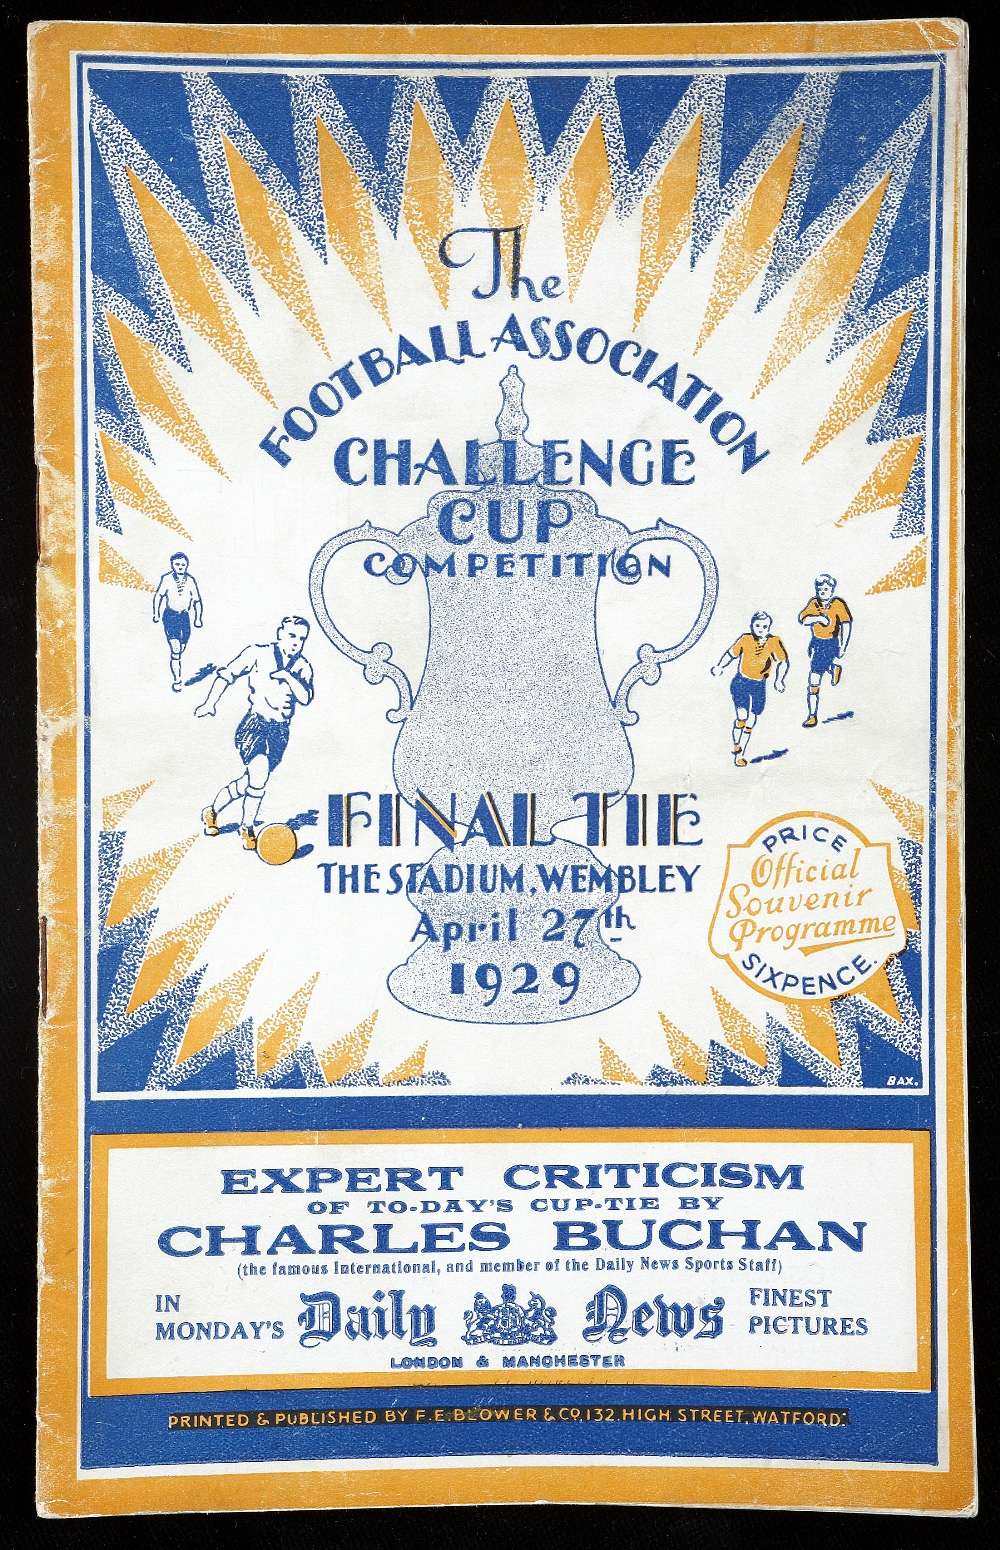 The
FOOTBALL ASSOCIATION
CHALLENGE
CUP
COMPETITION
FINAL TIE
THE STADIUM, WEMBLEY
April 27th
1929
PRICE
Official
Souvenir
Programme
SIXPENCE.
BAX.
EXPERT CRITICISM
OF TO-DAY'S CUP-TIE BY
CHARLES BUCHAN
(the famous International, and member of the Daily News Sports Staff)
IN
MONDAY'S
Daily News
FINEST
PICTURES
LONDON & MANCHESTER
PRINTED & PUBLISHED BY F.E. BLOWER & CO, 132, HIGH STREET, WATFORD.